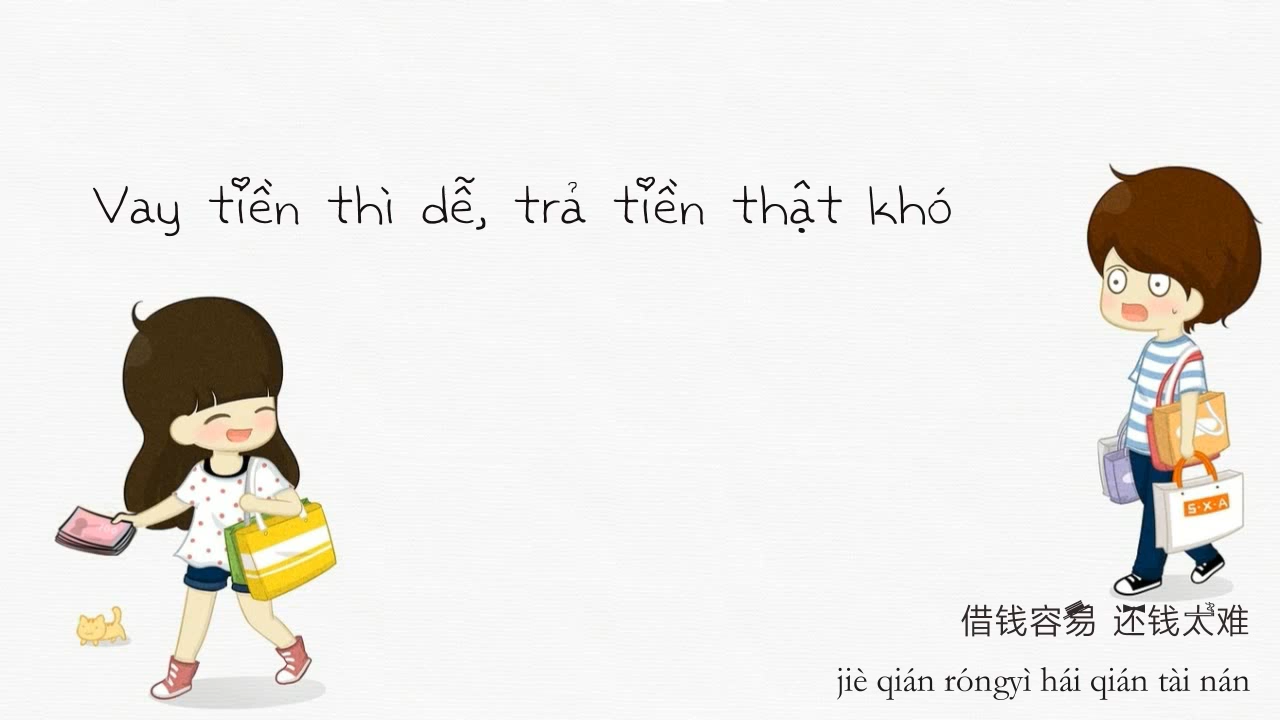 Vay tiền thì dễ, trả tiền thật khó
S·X·A
借钱容易 还钱太难
jiè qián róngyì hái qián tài nán